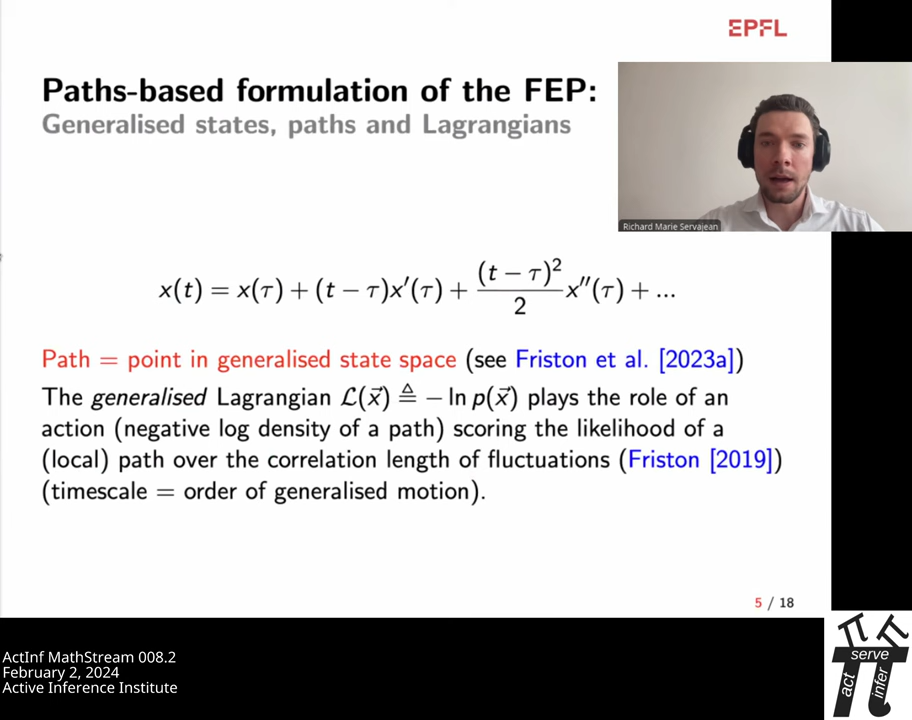 EPFL
Paths-based formulation of the FEP:
Generalised states, paths and Lagrangians
Richard Marie Servajean
x(t) = x(τ) + (t − τ)x′(τ) + (t − τ)²/2 x″(τ) + ...
Path = point in generalised state space (see Friston et al. [2023a])
The generalised Lagrangian ℒ(x⃗) ≜ − ln p(x⃗) plays the role of an
action (negative log density of a path) scoring the likelihood of a
(local) path over the correlation length of fluctuations (Friston [2019])
(timescale = order of generalised motion).
5 / 18
ActInf MathStream 008.2
February 2, 2024
Active Inference Institute
π π
serve
act
infer